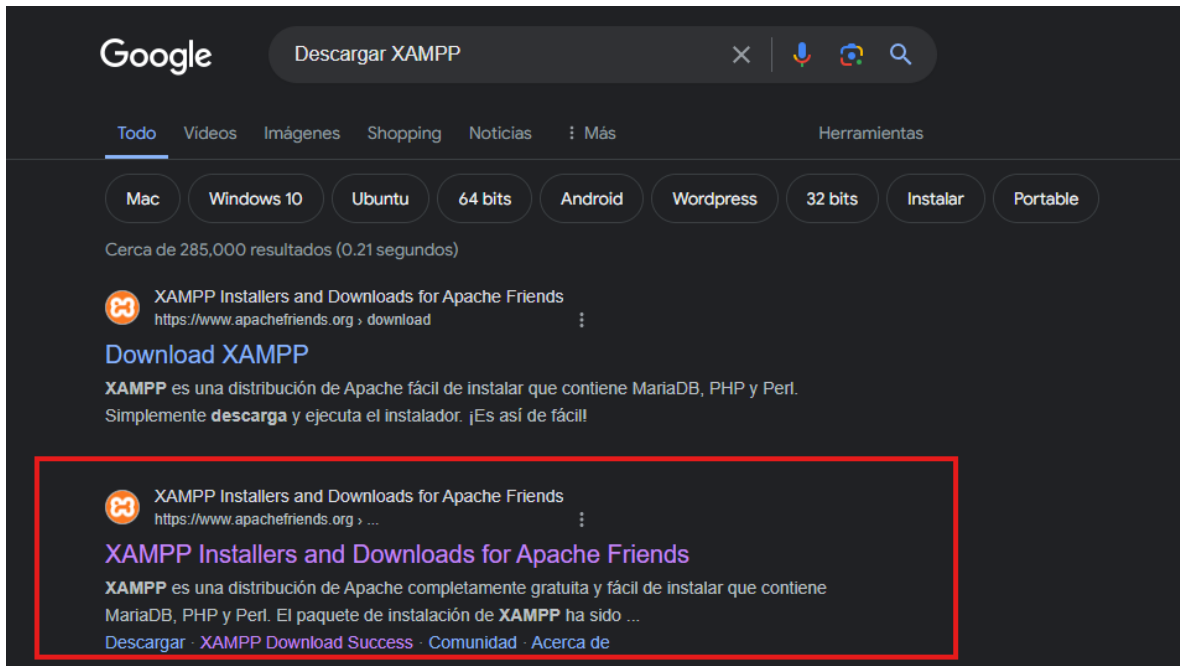 Google
Descargar XAMPP
Todo Vídeos Imágenes Shopping Noticias Más Herramientas
Mac Windows 10 Ubuntu 64 bits Android Wordpress 32 bits Instalar Portable
Cerca de 285,000 resultados (0.21 segundos)
XAMPP Installers and Downloads for Apache Friends
https://www.apachefriends.org › download
Download XAMPP
XAMPP es una distribución de Apache fácil de instalar que contiene MariaDB, PHP y Perl.
Simplemente descarga y ejecuta el instalador. ¡Es así de fácil!
XAMPP Installers and Downloads for Apache Friends
https://www.apachefriends.org › ...
XAMPP Installers and Downloads for Apache Friends
XAMPP es una distribución de Apache completamente gratuita y fácil de instalar que contiene
MariaDB, PHP y Perl. El paquete de instalación de XAMPP ha sido ...
Descargar · XAMPP Download Success · Comunidad · Acerca de